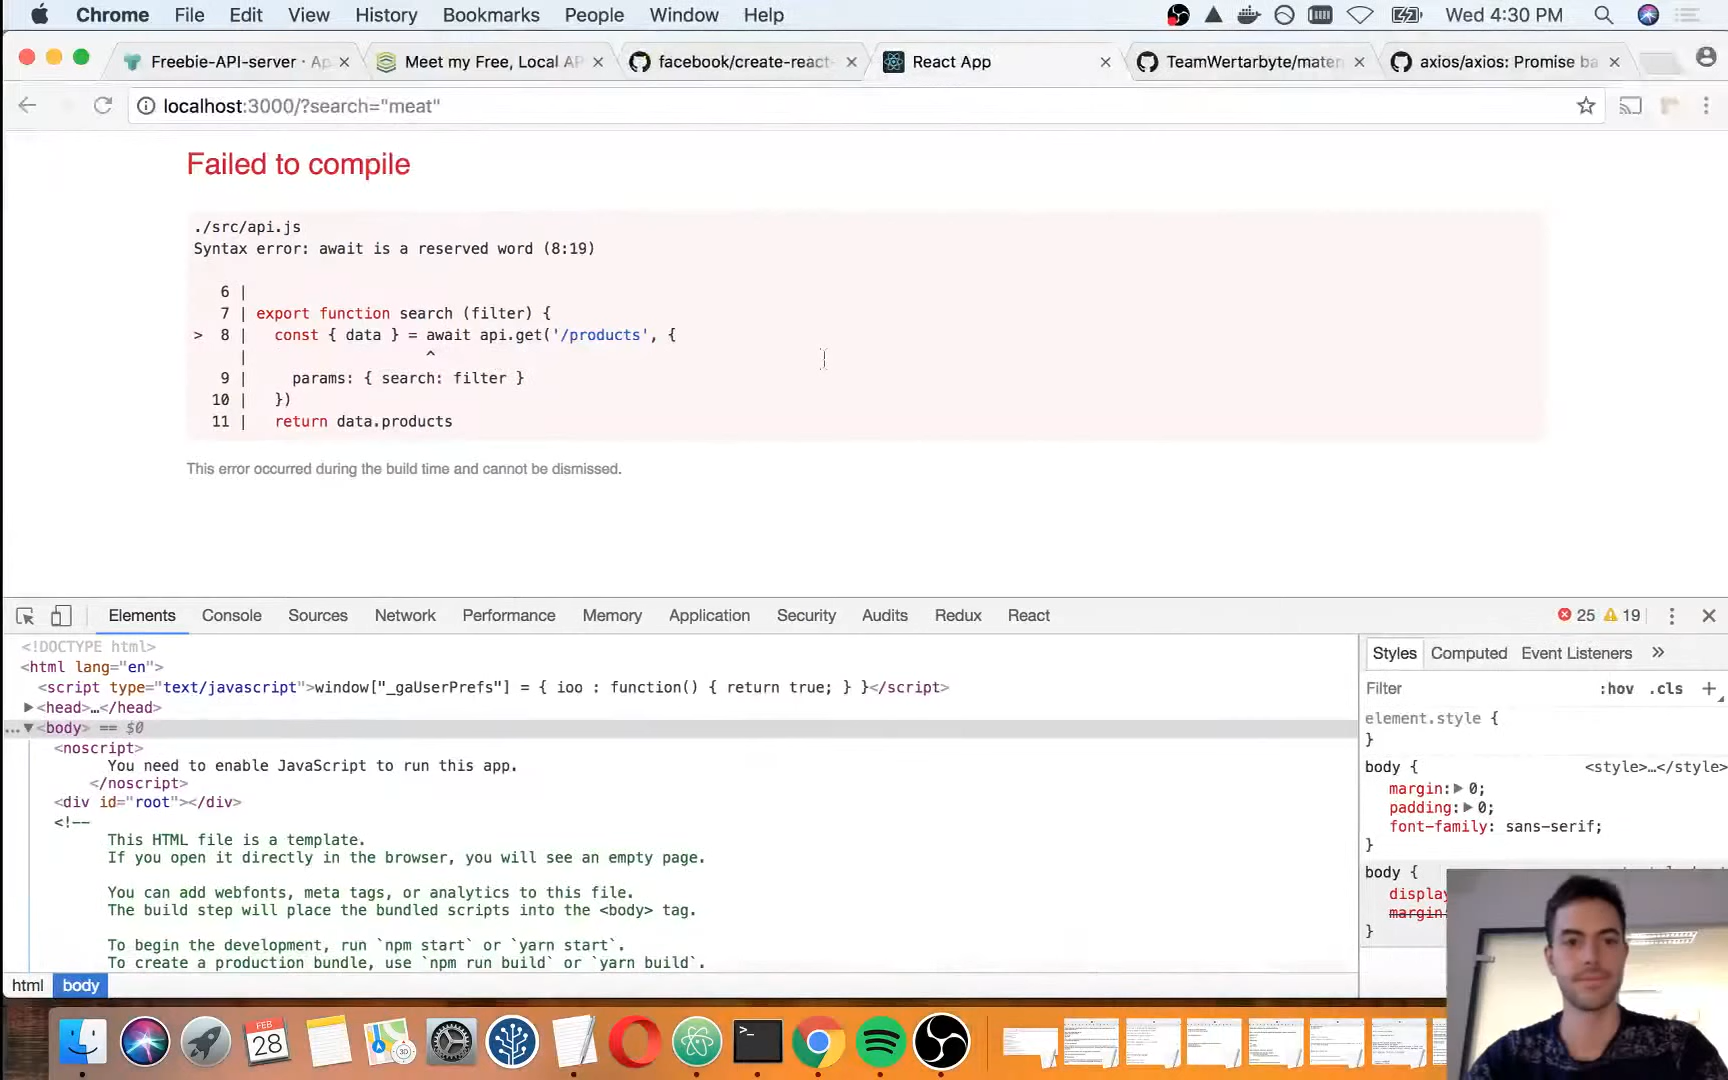 Chrome File Edit View History Bookmarks People Window Help Wed 4:30 PM
Freebie-API-server · Ap Meet my Free, Local AP facebook/create-react- React App TeamWertarbyte/mater axios/axios: Promise ba
localhost:3000/?search="meat"
Failed to compile
./src/api.js
Syntax error: await is a reserved word (8:19)
6 |
7 | export function search (filter) {
> 8 | const { data } = await api.get('/products', {
| ^
9 | params: { search: filter }
10 | })
11 | return data.products
This error occurred during the build time and cannot be dismissed.
Elements Console Sources Network Performance Memory Application Security Audits Redux React 25 19
<!DOCTYPE html>
<html lang="en">
<script type="text/javascript">window["_gaUserPrefs"] = { ioo : function() { return true; } }</script>
<head>…</head>
<body> == $0
<noscript>
You need to enable JavaScript to run this app.
</noscript>
<div id="root"></div>
<!--
This HTML file is a template.
If you open it directly in the browser, you will see an empty page.
You can add webfonts, meta tags, or analytics to this file.
The build step will place the bundled scripts into the <body> tag.
To begin the development, run `npm start` or `yarn start`.
To create a production bundle, use `npm run build` or `yarn build`.
html body
Styles Computed Event Listeners »
Filter :hov .cls +
element.style {
}
body { <style>…</style>
margin: 0;
padding: 0;
font-family: sans-serif;
}
body {
display
margin
}
FEB
28